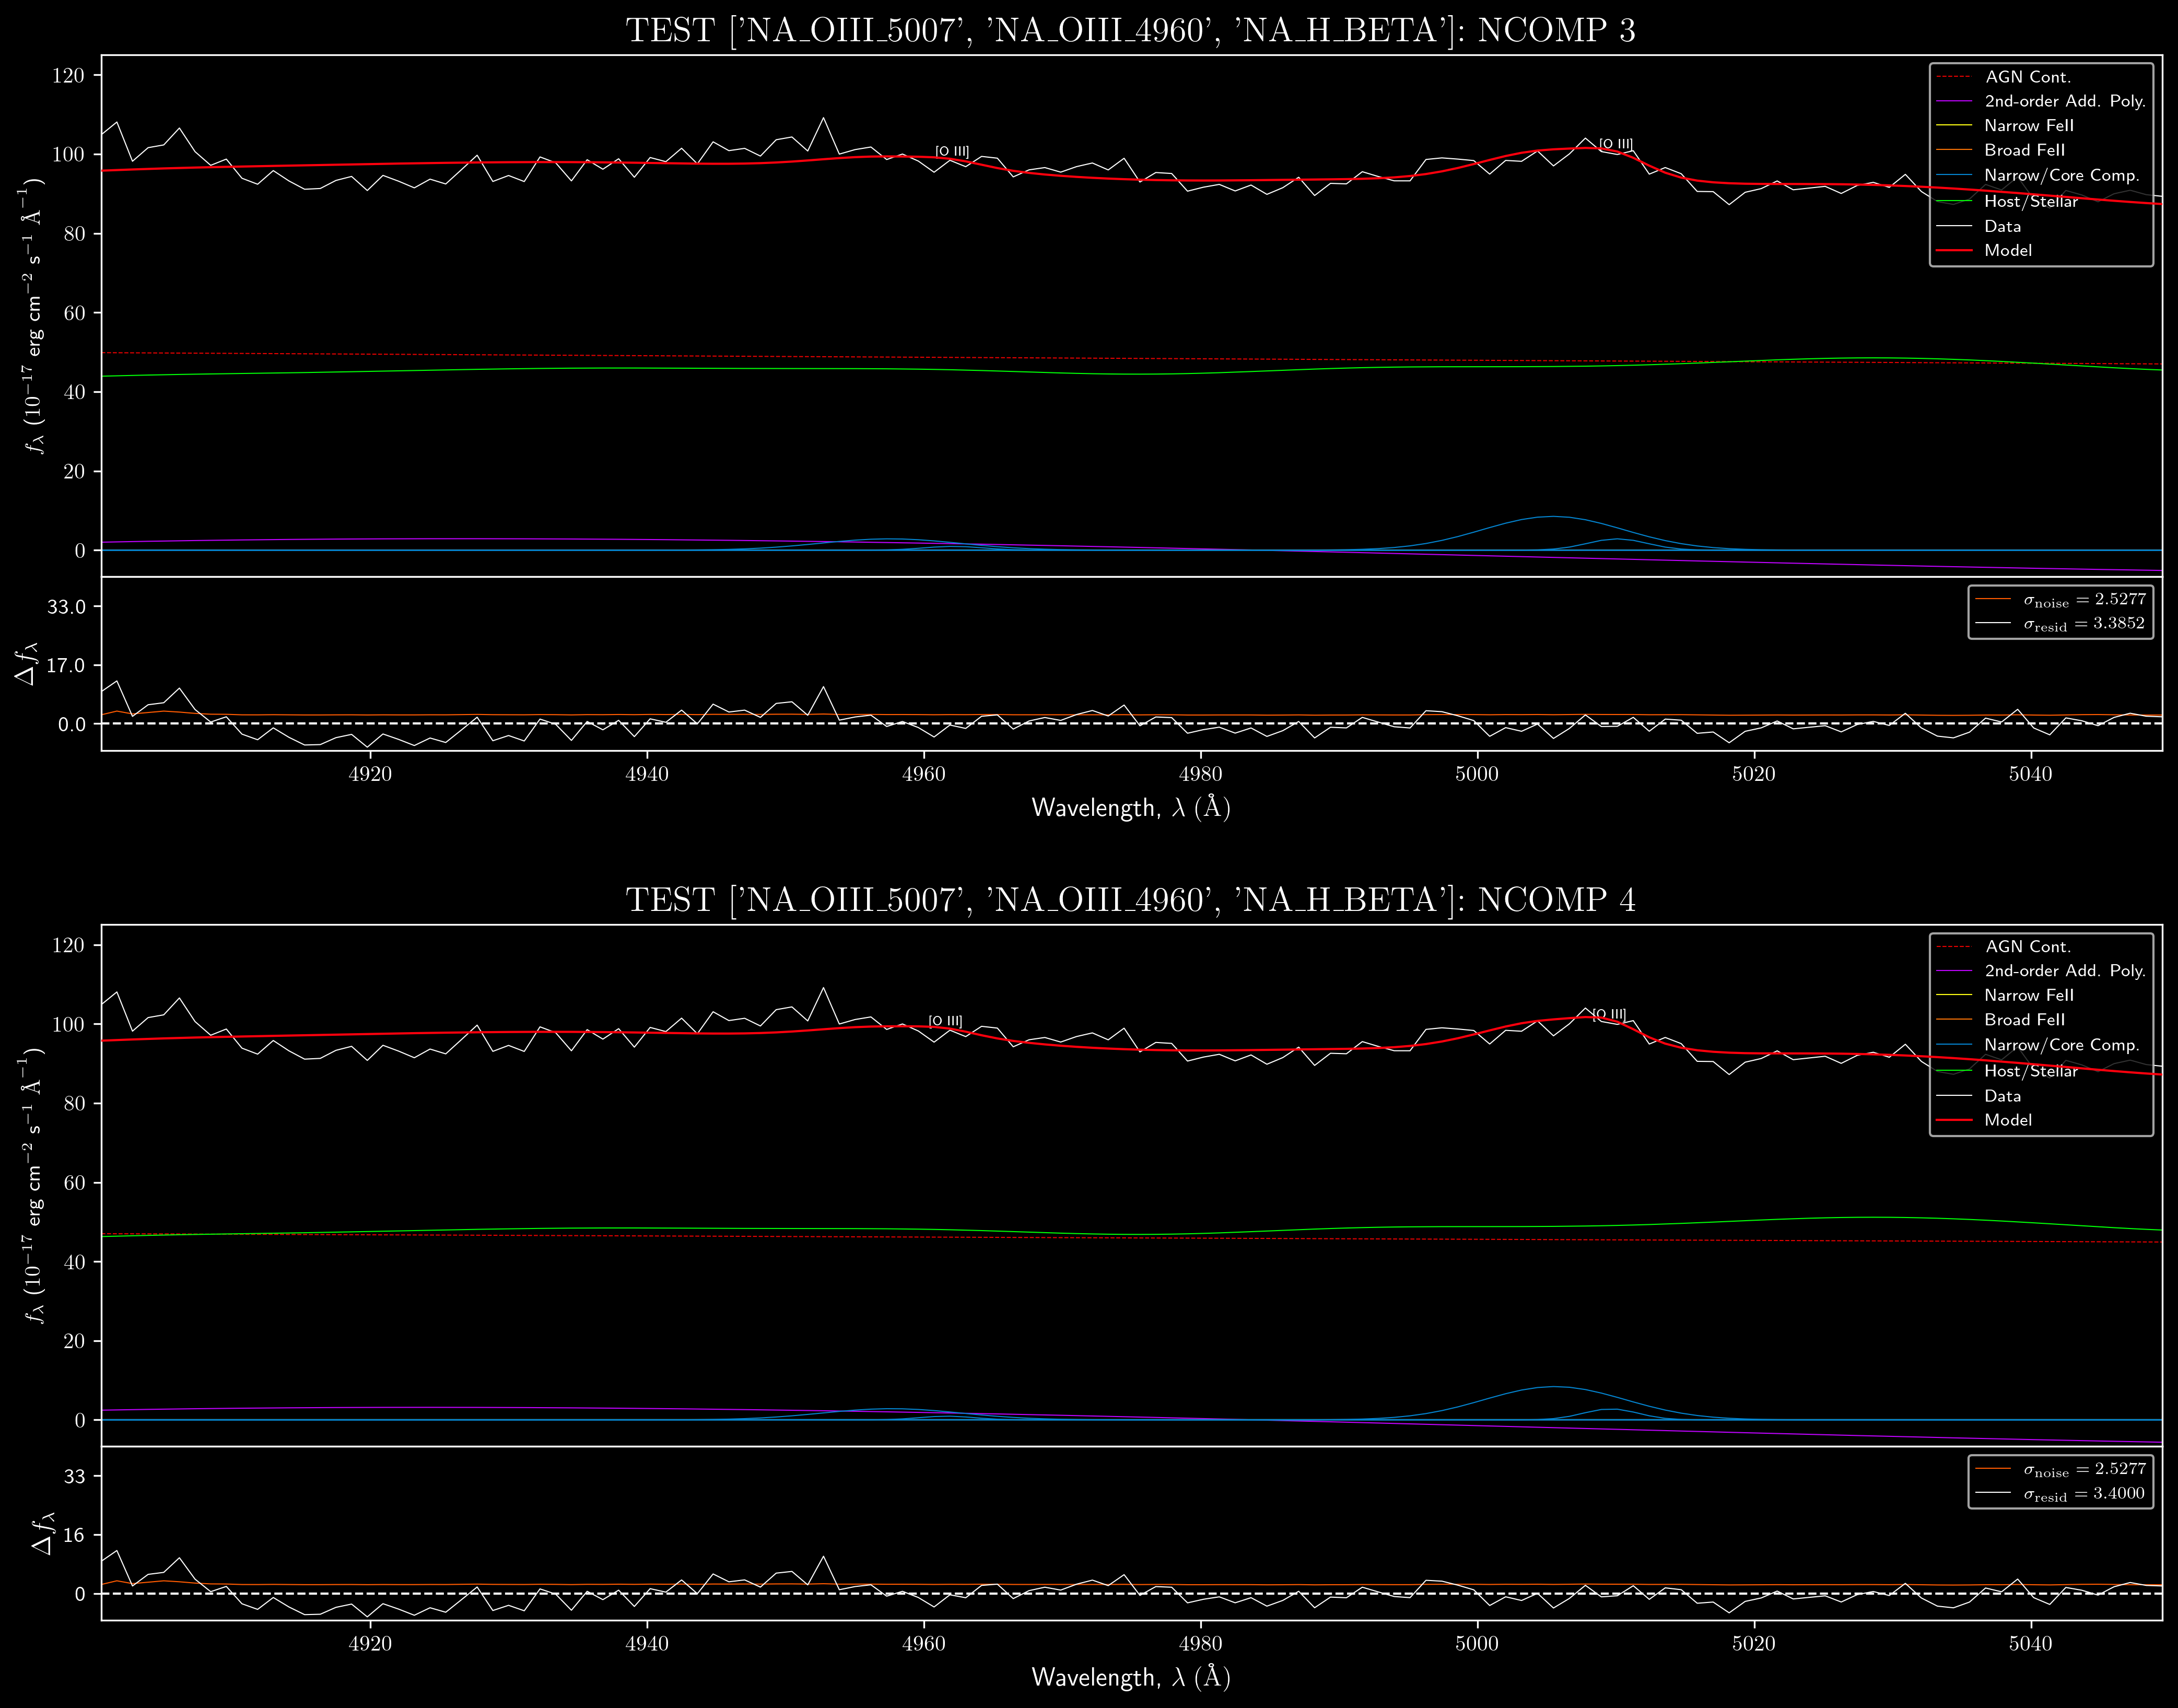 TEST ['NA_OIII_5007', 'NA_OIII_4960', 'NA_H_BETA']: NCOMP 3
120
100
80
60
40
20
0
fλ (10⁻¹⁷ erg cm⁻² s⁻¹ Å⁻¹)
[O III]
[O III]
AGN Cont.
2nd-order Add. Poly.
Narrow FeII
Broad FeII
Narrow/Core Comp.
Host/Stellar
Data
Model
33.0
17.0
0.0
Δfλ
σnoise = 2.5277
σresid = 3.3852
4920 4940 4960 4980 5000 5020 5040
Wavelength, λ (Å)
TEST ['NA_OIII_5007', 'NA_OIII_4960', 'NA_H_BETA']: NCOMP 4
120
100
80
60
40
20
0
fλ (10⁻¹⁷ erg cm⁻² s⁻¹ Å⁻¹)
[O III]
[O III]
AGN Cont.
2nd-order Add. Poly.
Narrow FeII
Broad FeII
Narrow/Core Comp.
Host/Stellar
Data
Model
33
16
0
Δfλ
σnoise = 2.5277
σresid = 3.4000
4920 4940 4960 4980 5000 5020 5040
Wavelength, λ (Å)